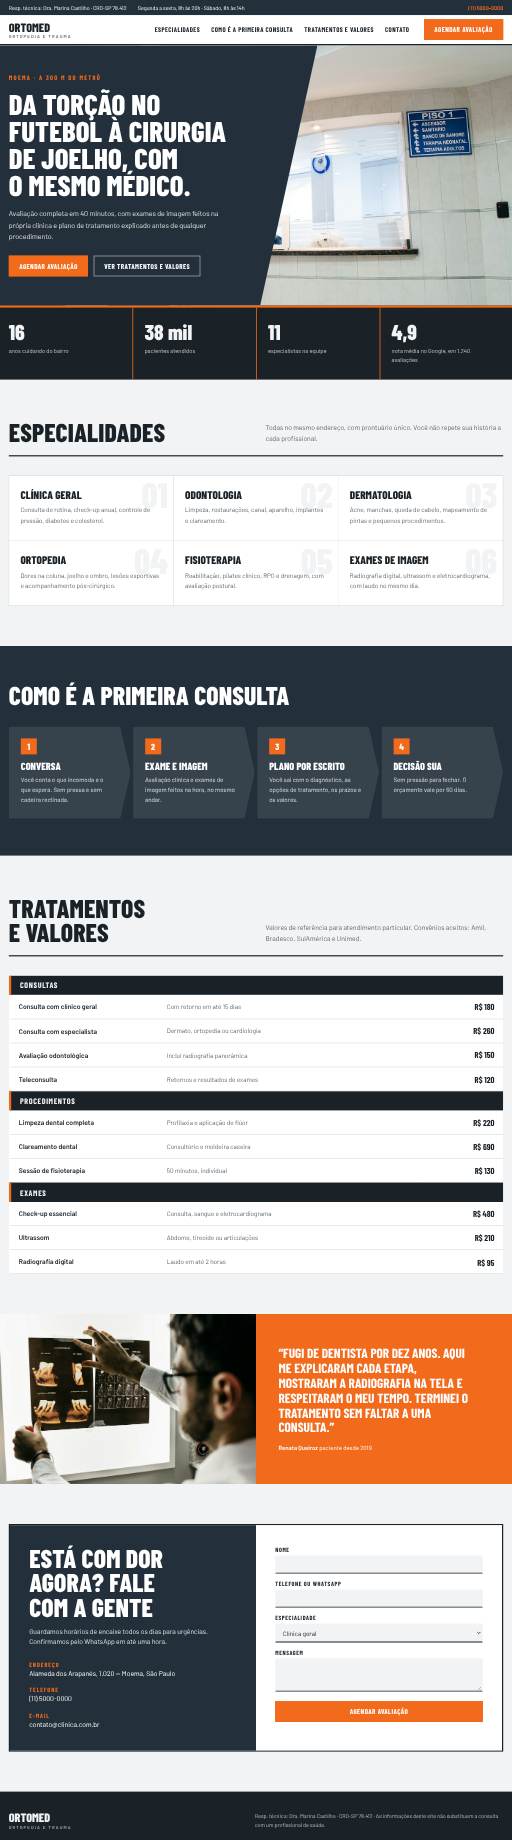 Resp. técnica: Dra. Marina Castilho · CRO-SP 78.412 Segunda a sexta, 8h às 20h · Sábado, 8h às 14h (11) 5000-0000
ORTOMED
ORTOPEDIA E TRAUMA
ESPECIALIDADES COMO É A PRIMEIRA CONSULTA TRATAMENTOS E VALORES CONTATO AGENDAR AVALIAÇÃO
MOEMA · A 300 M DO METRÔ
DA TORÇÃO NO
FUTEBOL À CIRURGIA
DE JOELHO, COM
O MESMO MÉDICO.
Avaliação completa em 40 minutos, com exames de imagem feitos na
própria clínica e plano de tratamento explicado antes de qualquer
procedimento.
AGENDAR AVALIAÇÃO VER TRATAMENTOS E VALORES
PISO 1
ASCENSOR
SANITÁRIO
BANCO DE SANGRE
TERAPIA NEONATAL
TERAPIA ADULTOS
16
anos cuidando do bairro
38 mil
pacientes atendidos
11
especialistas na equipe
4,9
nota média no Google, em 1.240
avaliações
ESPECIALIDADES
Todas no mesmo endereço, com prontuário único. Você não repete sua história a
cada profissional.
01
CLÍNICA GERAL
Consulta de rotina, check-up anual, controle de
pressão, diabetes e colesterol.
02
ODONTOLOGIA
Limpeza, restaurações, canal, aparelho, implantes
e clareamento.
03
DERMATOLOGIA
Acne, manchas, queda de cabelo, mapeamento de
pintas e pequenos procedimentos.
04
ORTOPEDIA
Dores na coluna, joelho e ombro, lesões esportivas
e acompanhamento pós-cirúrgico.
05
FISIOTERAPIA
Reabilitação, pilates clínico, RPG e drenagem, com
avaliação postural.
06
EXAMES DE IMAGEM
Radiografia digital, ultrassom e eletrocardiograma,
com laudo no mesmo dia.
COMO É A PRIMEIRA CONSULTA
1
CONVERSA
Você conta o que incomoda e o
que espera. Sem pressa e sem
cadeira reclinada.
2
EXAME E IMAGEM
Avaliação clínica e exames de
imagem feitos na hora, no mesmo
andar.
3
PLANO POR ESCRITO
Você sai com o diagnóstico, as
opções de tratamento, os prazos e
os valores.
4
DECISÃO SUA
Sem pressão para fechar. O
orçamento vale por 60 dias.
TRATAMENTOS
E VALORES
Valores de referência para atendimento particular. Convênios aceitos: Amil,
Bradesco, SulAmérica e Unimed.
CONSULTAS
Consulta com clínico geral Com retorno em até 15 dias R$ 180
Consulta com especialista Dermato, ortopedia ou cardiologia R$ 260
Avaliação odontológica Inclui radiografia panorâmica R$ 150
Teleconsulta Retornos e resultados de exames R$ 120
PROCEDIMENTOS
Limpeza dental completa Profilaxia e aplicação de flúor R$ 220
Clareamento dental Consultório e moldeira caseira R$ 690
Sessão de fisioterapia 50 minutos, individual R$ 130
EXAMES
Check-up essencial Consulta, sangue e eletrocardiograma R$ 480
Ultrassom Abdome, tireoide ou articulações R$ 210
Radiografia digital Laudo em até 2 horas R$ 95
“FUGI DE DENTISTA POR DEZ ANOS. AQUI
ME EXPLICARAM CADA ETAPA,
MOSTRARAM A RADIOGRAFIA NA TELA E
RESPEITARAM O MEU TEMPO. TERMINEI O
TRATAMENTO SEM FALTAR A UMA
CONSULTA.”
Renata Queiroz paciente desde 2019
ESTÁ COM DOR
AGORA? FALE
COM A GENTE
Guardamos horários de encaixe todos os dias para urgências.
Confirmamos pelo WhatsApp em até uma hora.
ENDEREÇO
Alameda dos Arapanés, 1.020 — Moema, São Paulo
TELEFONE
(11) 5000-0000
E-MAIL
contato@clinica.com.br
NOME
TELEFONE OU WHATSAPP
ESPECIALIDADE
Clínica geral
MENSAGEM
AGENDAR AVALIAÇÃO
ORTOMED
ORTOPEDIA E TRAUMA
Resp. técnica: Dra. Marina Castilho · CRO-SP 78.412 · As informações deste site não substituem a consulta
com um profissional de saúde.